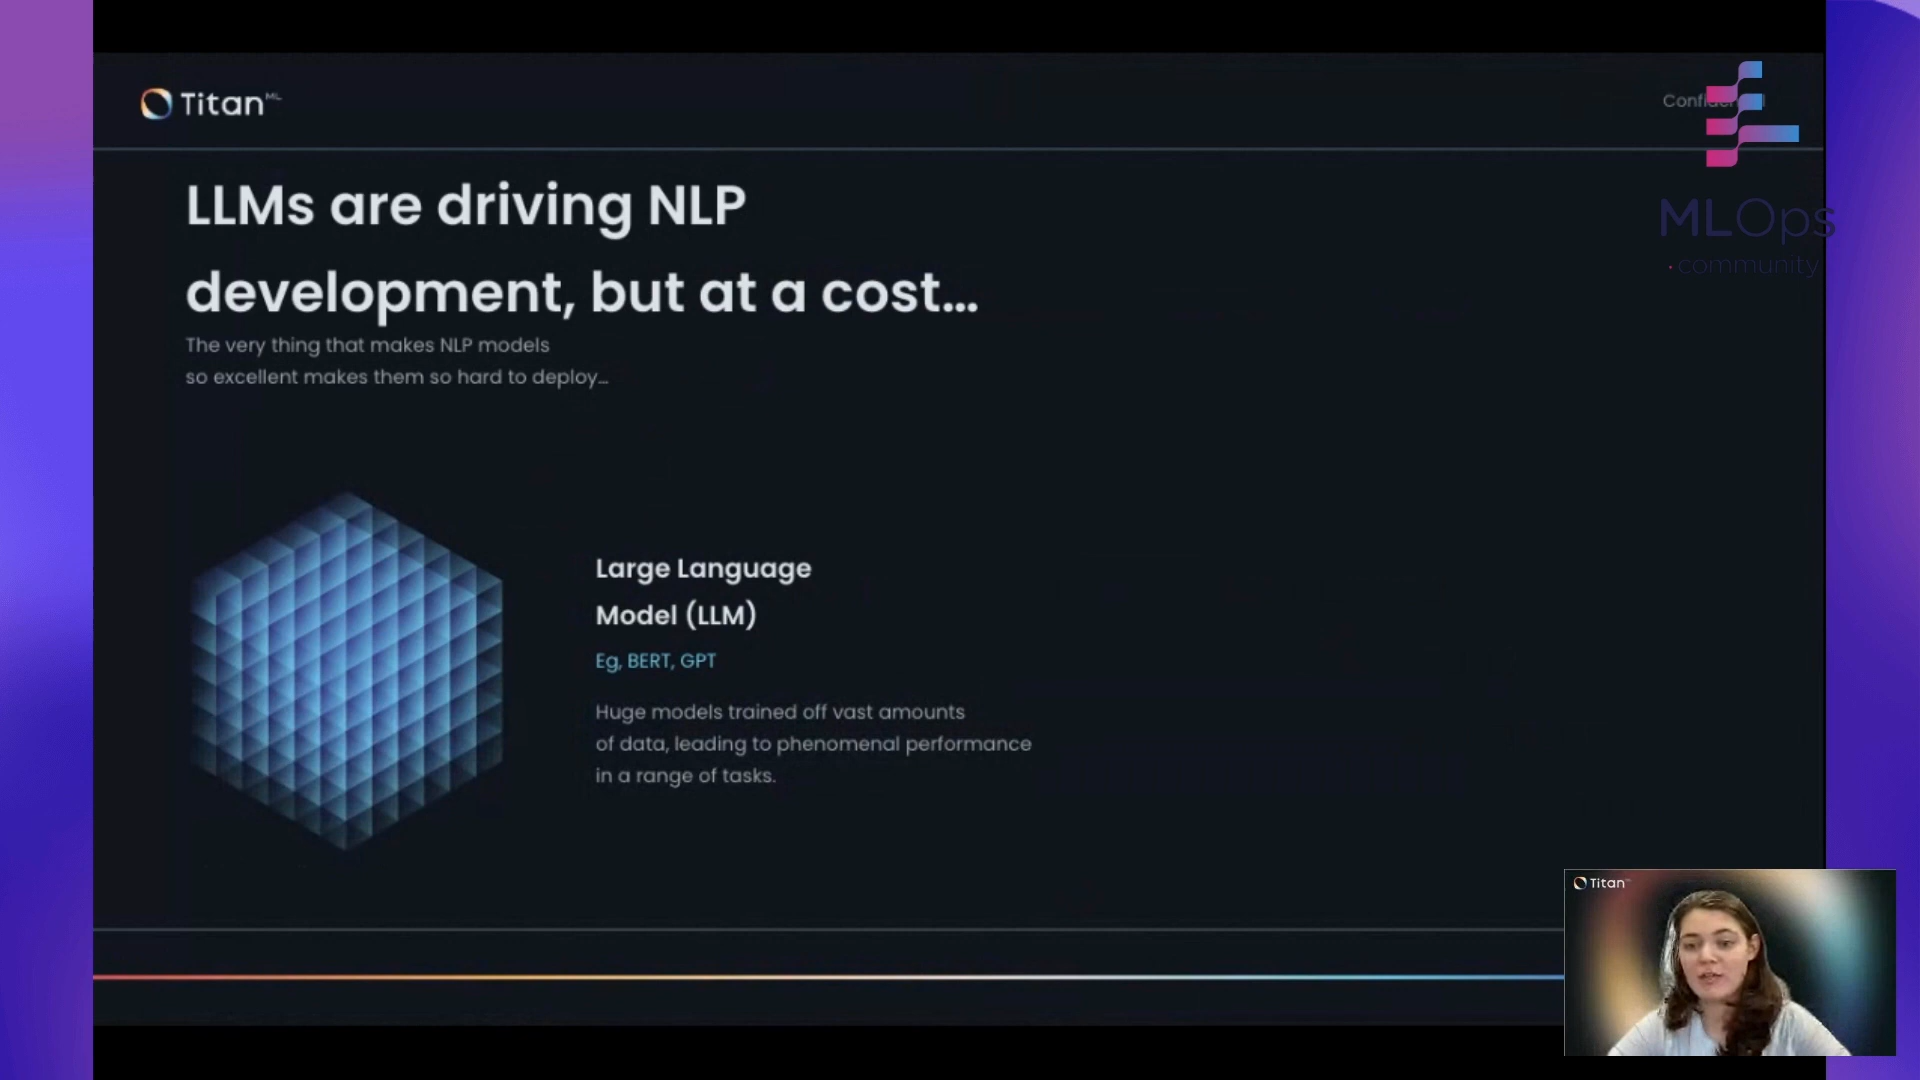 Titan ML
LLMs are driving NLP
development, but at a cost...
The very thing that makes NLP models
so excellent makes them so hard to deploy...
Large Language
Model (LLM)
Eg, BERT, GPT
Huge models trained off vast amounts
of data, leading to phenomenal performance
in a range of tasks.
MLOps
community
Titan